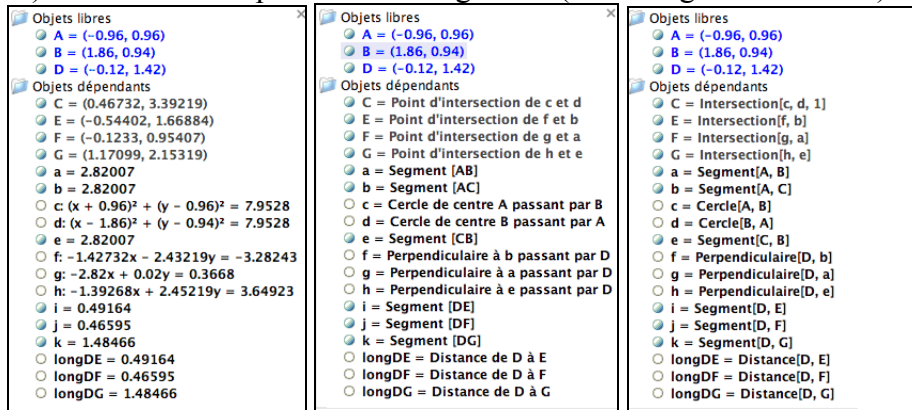 Objets libres
A = (-0.96, 0.96)
B = (1.86, 0.94)
D = (-0.12, 1.42)
Objets dépendants
C = (0.46732, 3.39219)
E = (-0.54402, 1.66884)
F = (-0.1233, 0.95407)
G = (1.17099, 2.15319)
a = 2.82007
b = 2.82007
c: (x + 0.96)² + (y - 0.96)² = 7.9528
d: (x - 1.86)² + (y - 0.94)² = 7.9528
e = 2.82007
f: -1.42732x - 2.43219y = -3.28243
g: -2.82x + 0.02y = 0.3668
h: -1.39268x + 2.45219y = 3.64923
i = 0.49164
j = 0.46595
k = 1.48466
longDE = 0.49164
longDF = 0.46595
longDG = 1.48466
Objets libres
A = (-0.96, 0.96)
B = (1.86, 0.94)
D = (-0.12, 1.42)
Objets dépendants
C = Point d'intersection de c et d
E = Point d'intersection de f et b
F = Point d'intersection de g et a
G = Point d'intersection de h et e
a = Segment [AB]
b = Segment [AC]
c = Cercle de centre A passant par B
d = Cercle de centre B passant par A
e = Segment [CB]
f = Perpendiculaire à b passant par D
g = Perpendiculaire à a passant par D
h = Perpendiculaire à e passant par D
i = Segment [DE]
j = Segment [DF]
k = Segment [DG]
longDE = Distance de D à E
longDF = Distance de D à F
longDG = Distance de D à G
Objets libres
A = (-0.96, 0.96)
B = (1.86, 0.94)
D = (-0.12, 1.42)
Objets dépendants
C = Intersection[c, d, 1]
E = Intersection[f, b]
F = Intersection[g, a]
G = Intersection[h, e]
a = Segment[A, B]
b = Segment[A, C]
c = Cercle[A, B]
d = Cercle[B, A]
e = Segment[C, B]
f = Perpendiculaire[D, b]
g = Perpendiculaire[D, a]
h = Perpendiculaire[D, e]
i = Segment[D, E]
j = Segment[D, F]
k = Segment[D, G]
longDE = Distance[D, E]
longDF = Distance[D, F]
longDG = Distance[D, G]